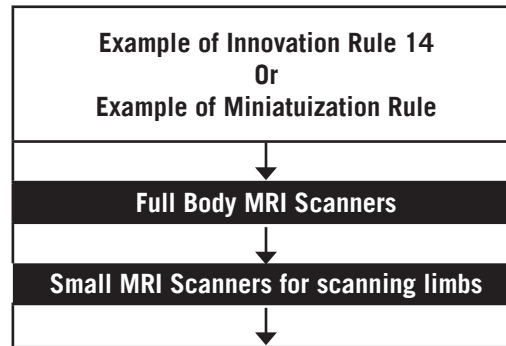 Example of Innovation Rule 14
Or
Example of Miniatuization Rule
Full Body MRI Scanners
Small MRI Scanners for scanning limbs